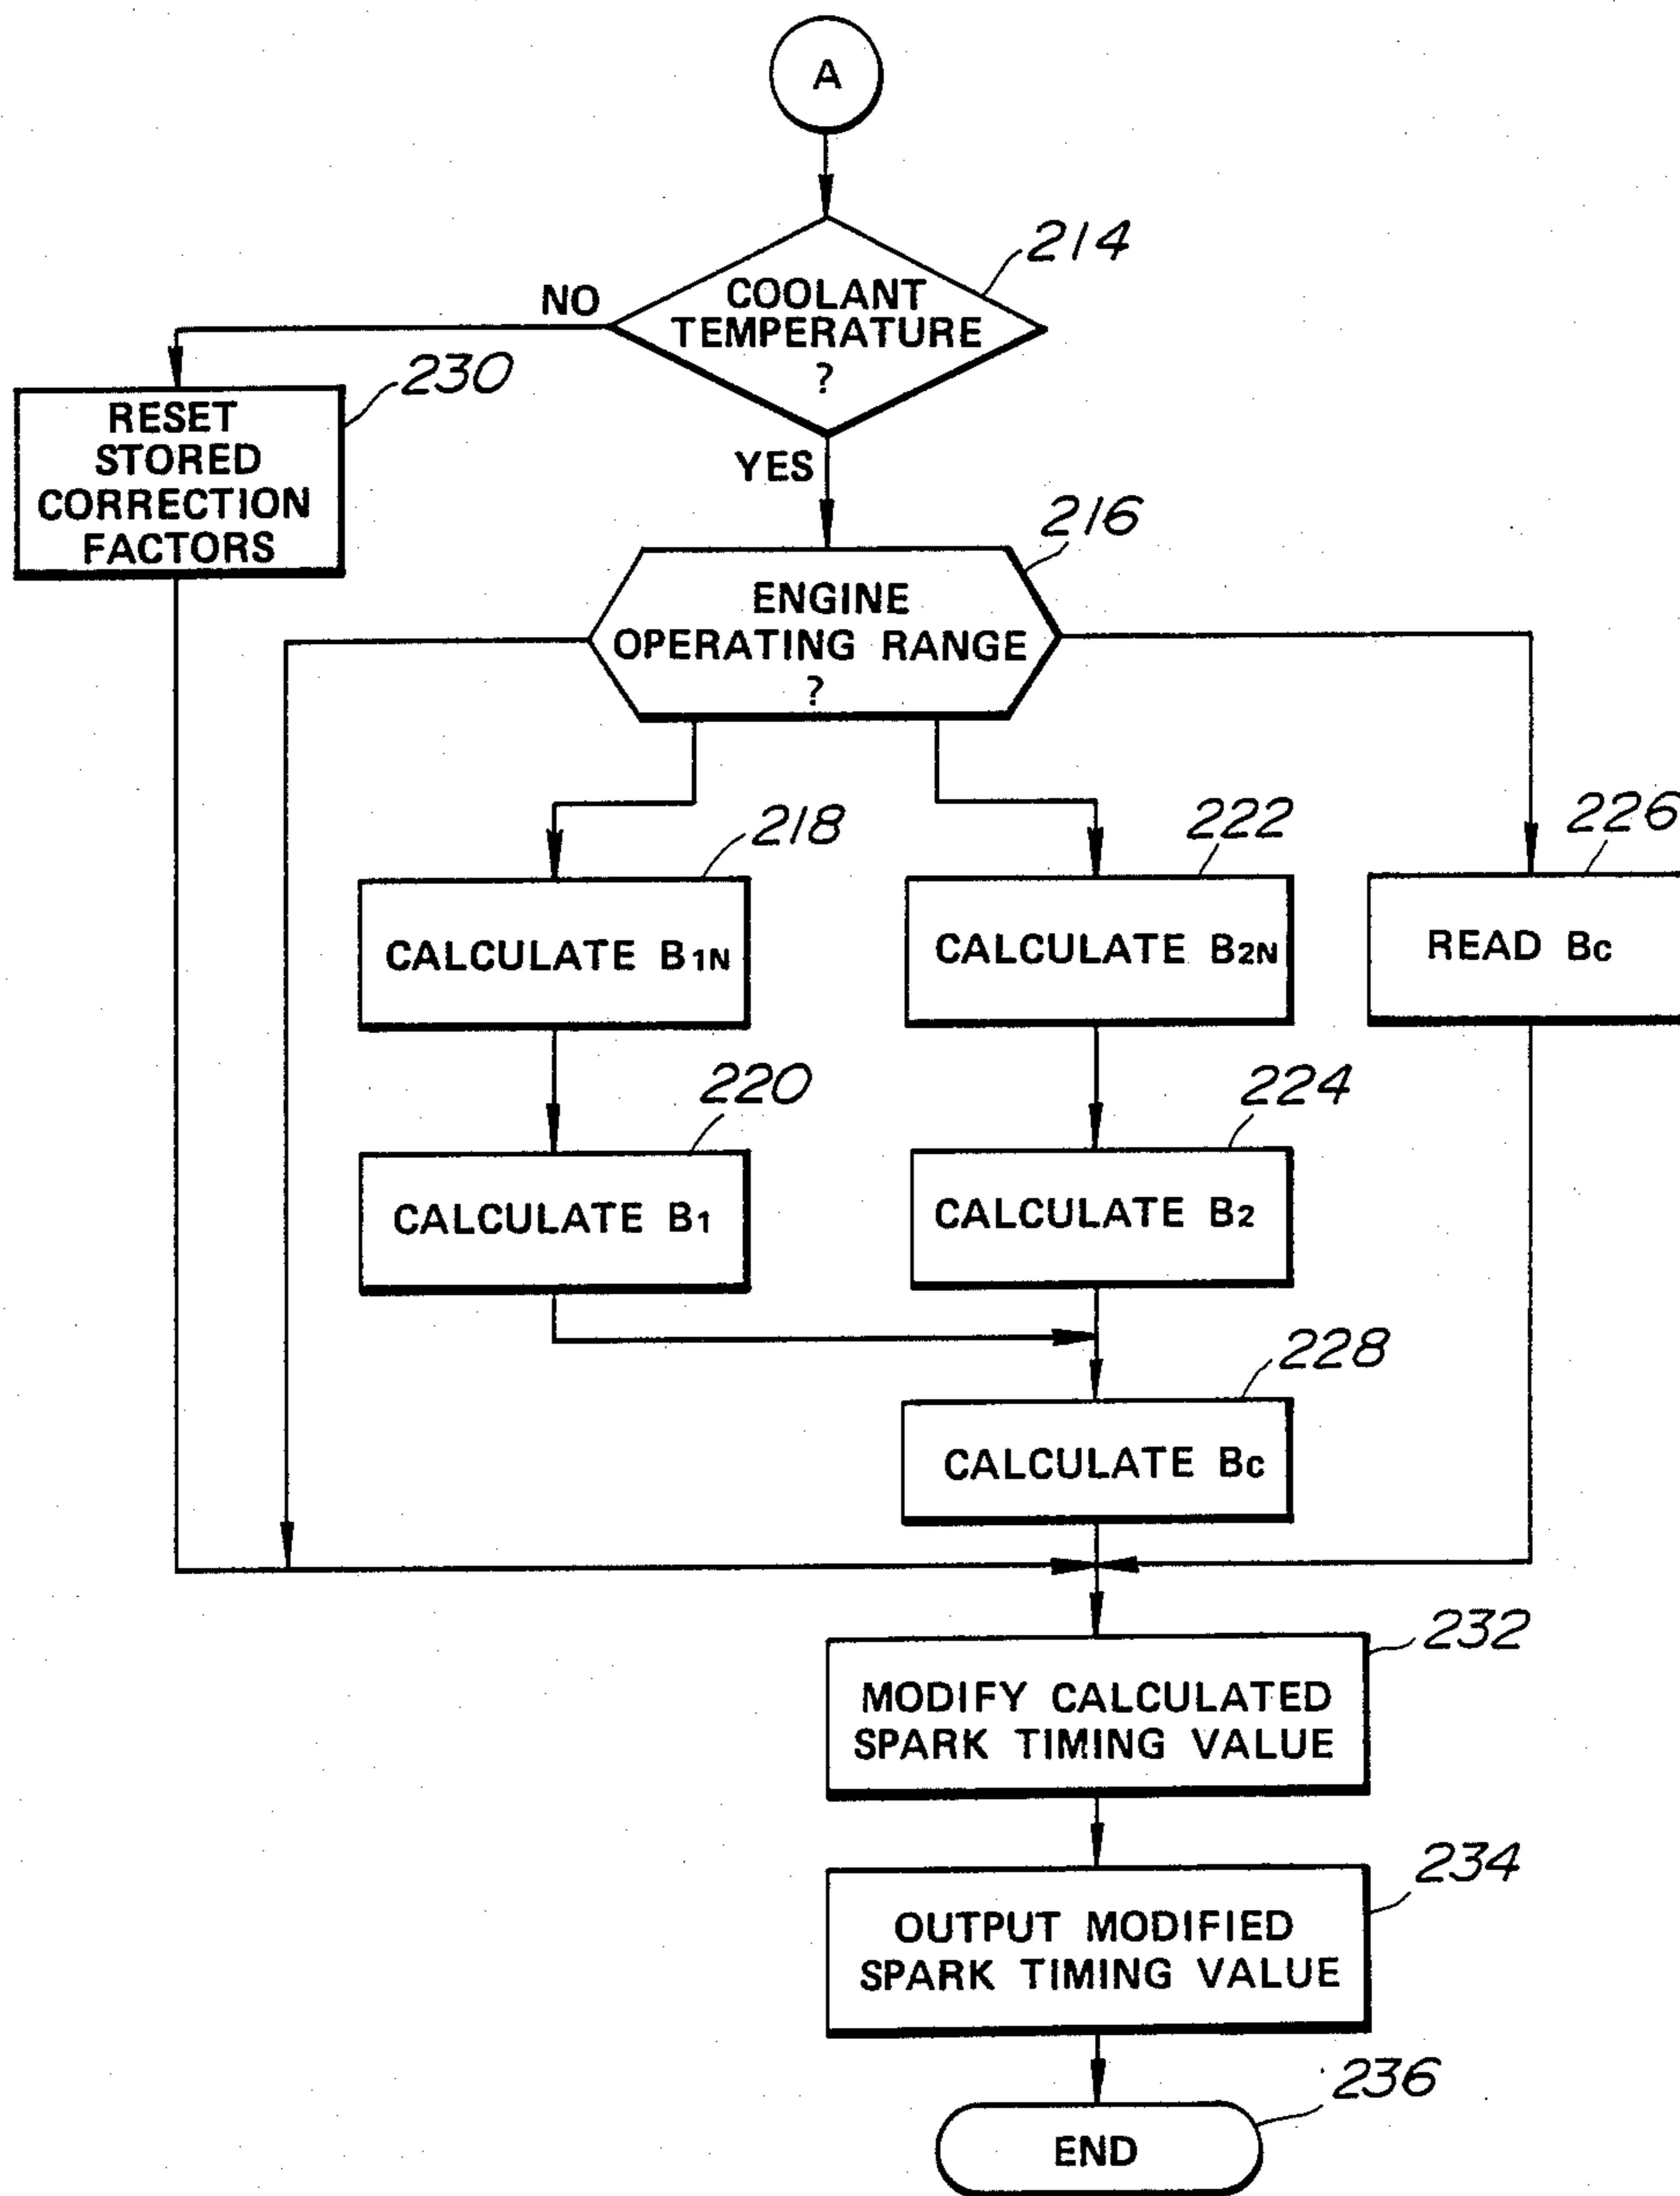 A
214
NO
COOLANT
TEMPERATURE
?
230
RESET
STORED
CORRECTION
FACTORS
YES
216
ENGINE
OPERATING RANGE
?
218
222
226
CALCULATE B1N
CALCULATE B2N
READ BC
220
224
CALCULATE B1
CALCULATE B2
228
CALCULATE BC
232
MODIFY CALCULATED
SPARK TIMING VALUE
234
OUTPUT MODIFIED
SPARK TIMING VALUE
236
END